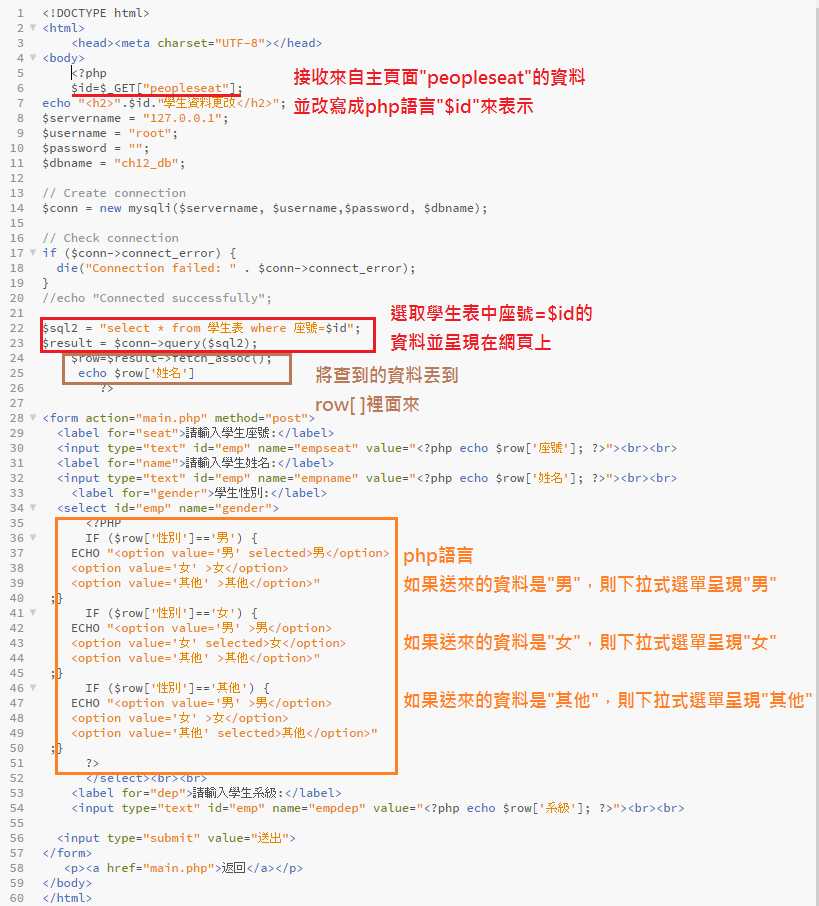 1 <!DOCTYPE html>
2 <html>
3 <head><meta charset="UTF-8"></head>
4 <body>
5 <?php
6 $id=$_GET["peopleseat"];
接收來自主頁面"peopleseat"的資料
並改寫成php語言"$id"來表示
7 echo "<h2>".$id."學生資料更改</h2>";
8 $servername = "127.0.0.1";
9 $username = "root";
10 $password = "";
11 $dbname = "ch12_db";
12
13 // Create connection
14 $conn = new mysqli($servername, $username,$password, $dbname);
15
16 // Check connection
17 if ($conn->connect_error) {
18 die("Connection failed: " . $conn->connect_error);
19 }
20 //echo "Connected successfully";
21
22 $sql2 = "select * from 學生表 where 座號=$id";
23 $result = $conn->query($sql2);
選取學生表中座號=$id的
資料並呈現在網頁上
24 $row=$result->fetch_assoc();
25 echo $row['姓名']
26 ?>
將查到的資料丟到
row[ ]裡面來
27
28 <form action="main.php" method="post">
29 <label for="seat">請輸入學生座號:</label>
30 <input type="text" id="emp" name="empseat" value="<?php echo $row['座號']; ?>"><br><br>
31 <label for="name">請輸入學生姓名:</label>
32 <input type="text" id="emp" name="empname" value="<?php echo $row['姓名']; ?>"><br><br>
33 <label for="gender">學生性別:</label>
34 <select id="emp" name="gender">
35 <?PHP
36 IF ($row['性別']=='男') {
37 ECHO "<option value='男' selected>男</option>
38 <option value='女' >女</option>
39 <option value='其他' >其他</option>"
40 ;}
php語言
如果送來的資料是"男"，則下拉式選單呈現"男"
41 IF ($row['性別']=='女') {
42 ECHO "<option value='男' >男</option>
43 <option value='女' selected>女</option>
44 <option value='其他' >其他</option>"
45 ;}
如果送來的資料是"女"，則下拉式選單呈現"女"
46 IF ($row['性別']=='其他') {
47 ECHO "<option value='男' >男</option>
48 <option value='女' >女</option>
49 <option value='其他' selected>其他</option>"
50 ;}
如果送來的資料是"其他"，則下拉式選單呈現"其他"
51 ?>
52 </select><br><br>
53 <label for="dep">請輸入學生系級:</label>
54 <input type="text" id="emp" name="empdep" value="<?php echo $row['系級']; ?>"><br><br>
55
56 <input type="submit" value="送出">
57 </form>
58 <p><a href="main.php">返回</a></p>
59 </body>
60 </html>